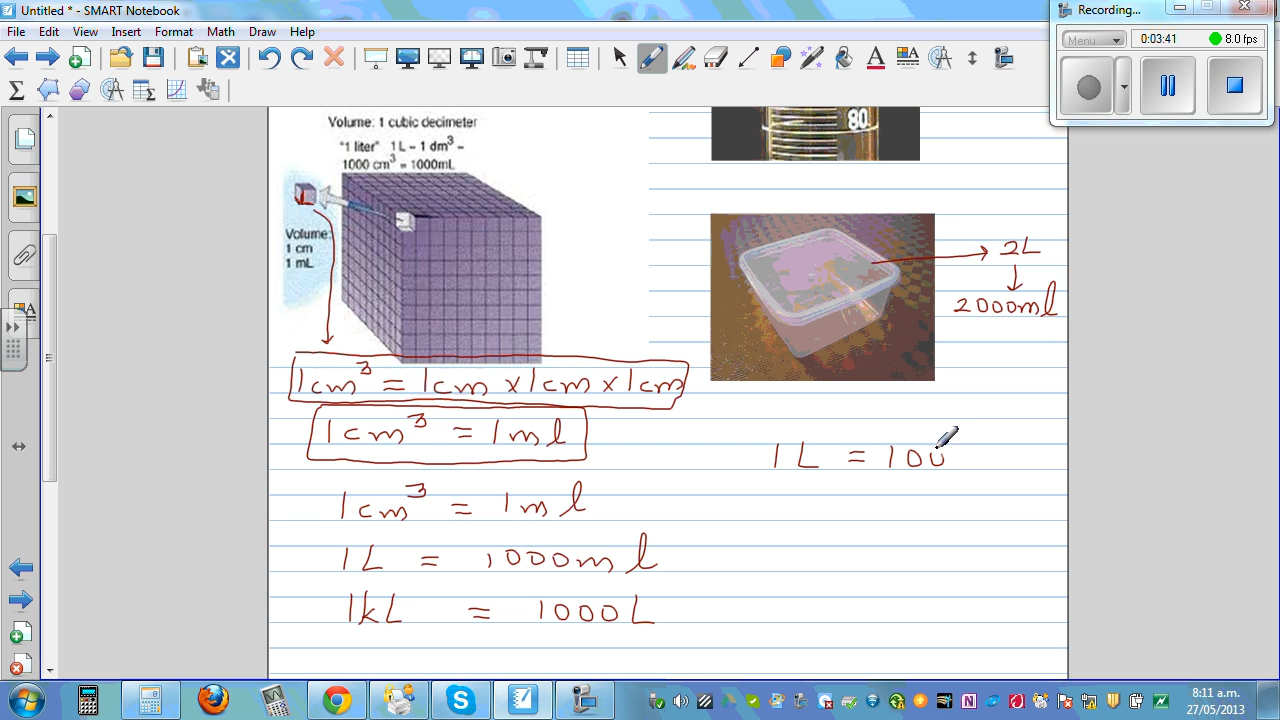 Untitled * - SMART Notebook
File Edit View Insert Format Math Draw Help
Recording...
Menu
0:03:41
8.0 fps
Volume: 1 cubic decimeter
"1 liter" 1L = 1 dm³ =
1000 cm³ = 1000mL
Volume:
1 cm
1 mL
80
2L
2000ml
1cm³ = 1cm x 1cm x 1cm
1cm³ = 1ml
1L = 100
1cm³ = 1ml
1L = 1000ml
1kL = 1000L
8:11 a.m.
27/05/2013